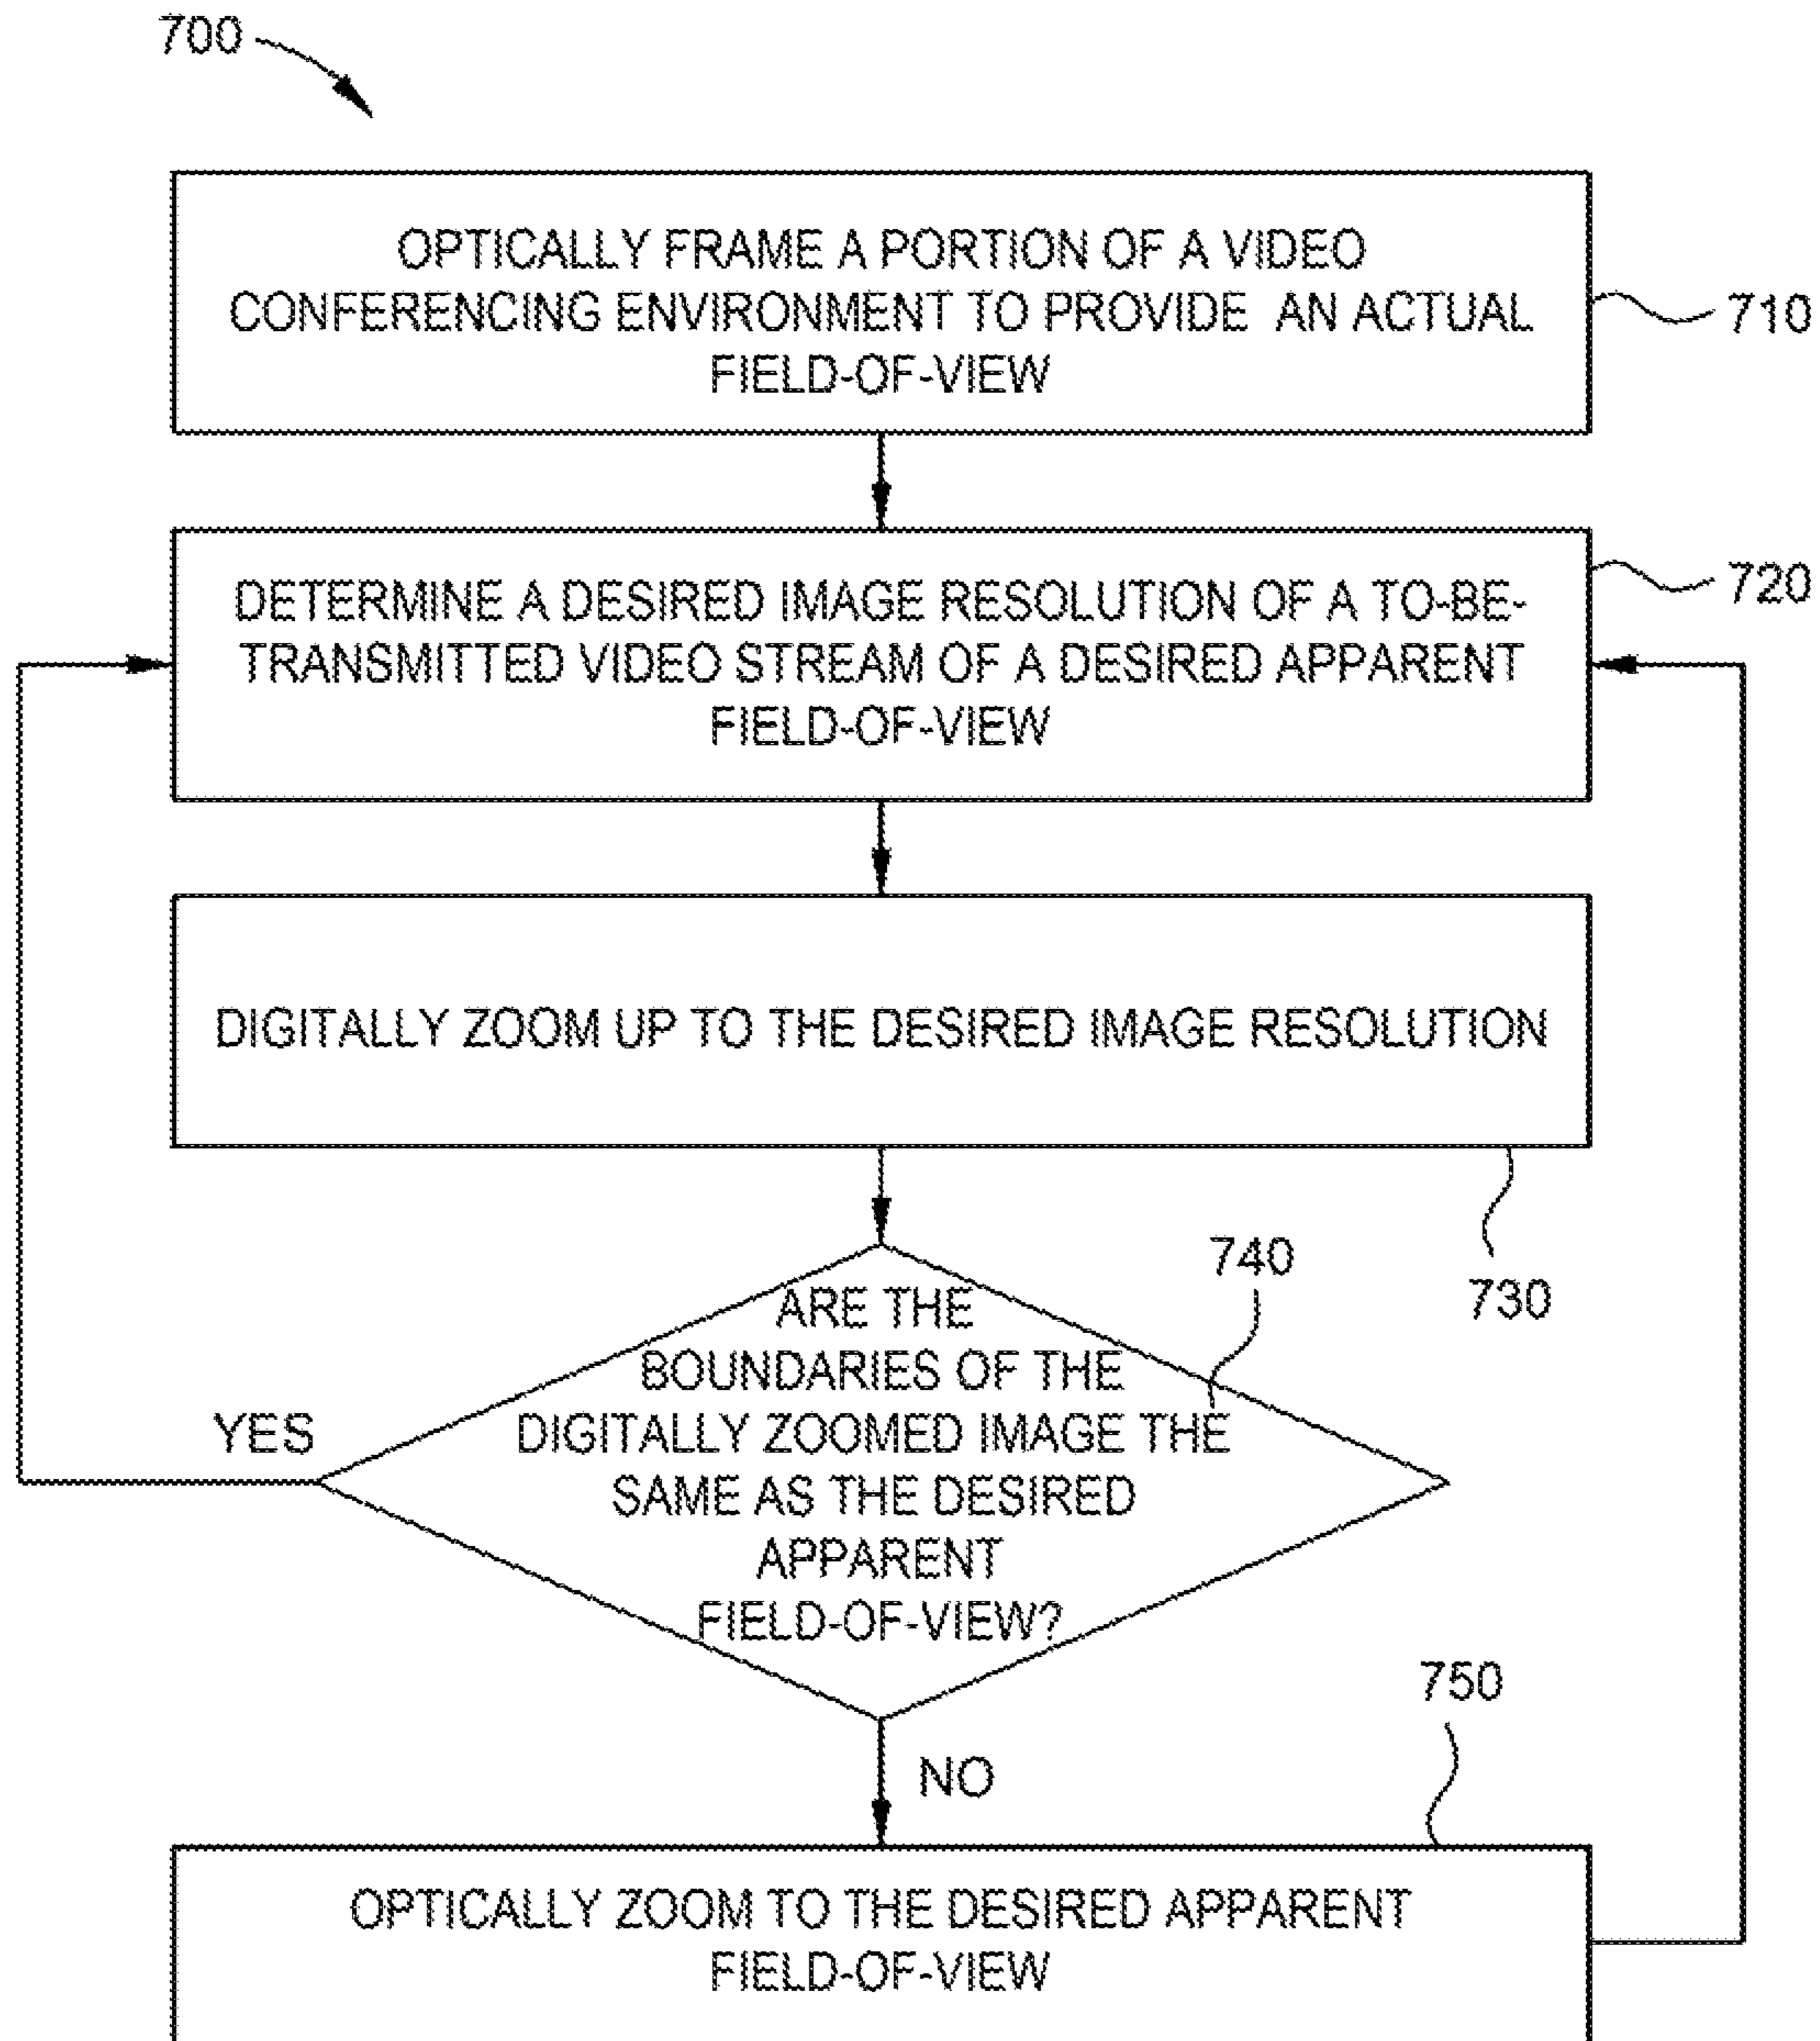 700
OPTICALLY FRAME A PORTION OF A VIDEO
CONFERENCING ENVIRONMENT TO PROVIDE AN ACTUAL
FIELD-OF-VIEW
710
DETERMINE A DESIRED IMAGE RESOLUTION OF A TO-BE-
TRANSMITTED VIDEO STREAM OF A DESIRED APPARENT
FIELD-OF-VIEW
720
DIGITALLY ZOOM UP TO THE DESIRED IMAGE RESOLUTION
730
740
ARE THE
BOUNDARIES OF THE
DIGITALLY ZOOMED IMAGE THE
SAME AS THE DESIRED
APPARENT
FIELD-OF-VIEW?
YES
NO
750
OPTICALLY ZOOM TO THE DESIRED APPARENT
FIELD-OF-VIEW